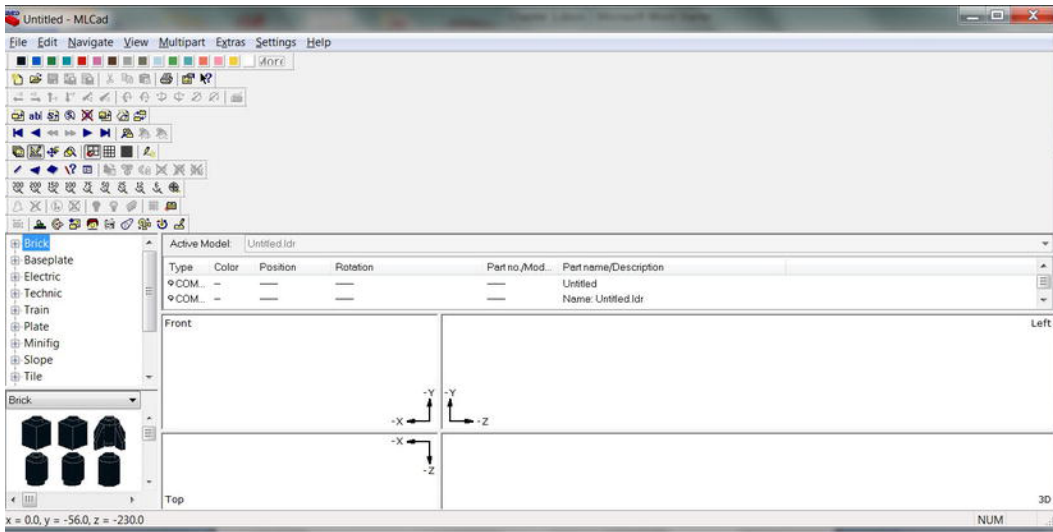 Untitled - MLCad
File Edit Navigate View Multipart Extras Settings Help
More
abl
Brick
Baseplate
Electric
Technic
Train
Plate
Minifig
Slope
Tile
Brick
Active Model: Untitled.ldr
Type Color Position Rotation Part no./Mod... Part name/Description
COM... — — — — Untitled
COM... — — — — Name: Untitled.ldr
Front
Left
-Y -Y
-X -Z
-X
-Z
Top
3D
x = 0.0, y = -56.0, z = -230.0
NUM